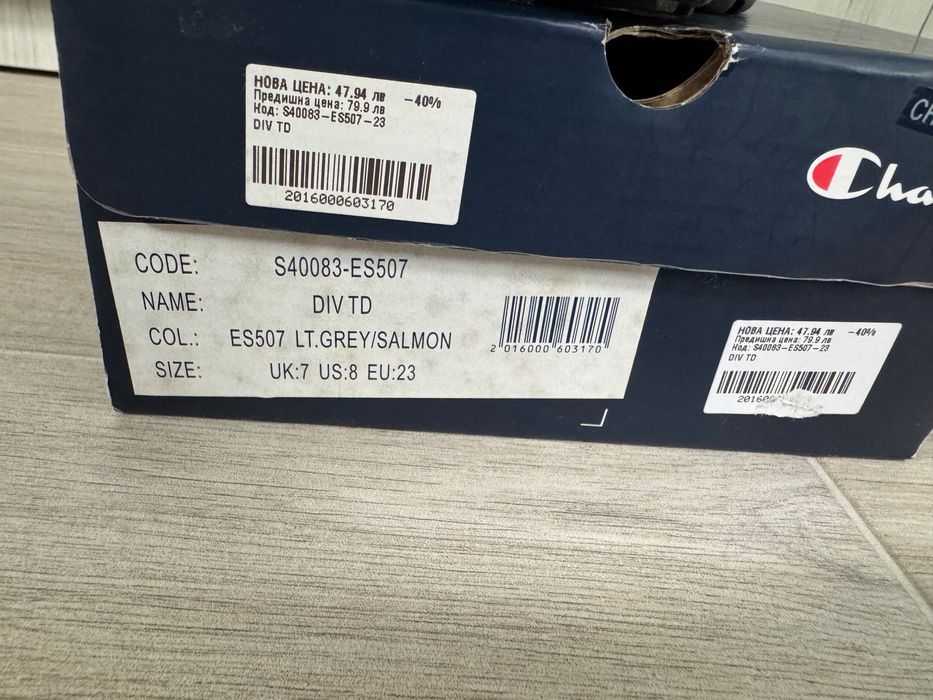 НОВА ЦЕНА: 47.94 лв -40%
Предишна цена: 79.9 лв
Код: S40083-ES507-23
DIV TD
2016000603170
CODE: S40083-ES507
NAME: DIV TD
COL.: ES507 LT.GREY/SALMON
SIZE: UK:7 US:8 EU:23
2 016000 603170
НОВА ЦЕНА: 47.94 лв -40%
Предишна цена: 79.9 лв
Код: S40083-ES507-23
DIV TD